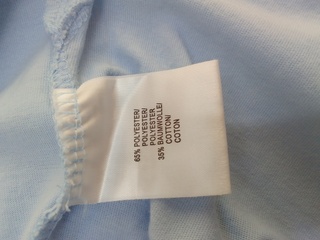 65% POLYESTER/
POLYESTER/
POLYESTER
35% BAUMWOLLE/
COTTON/
COTON